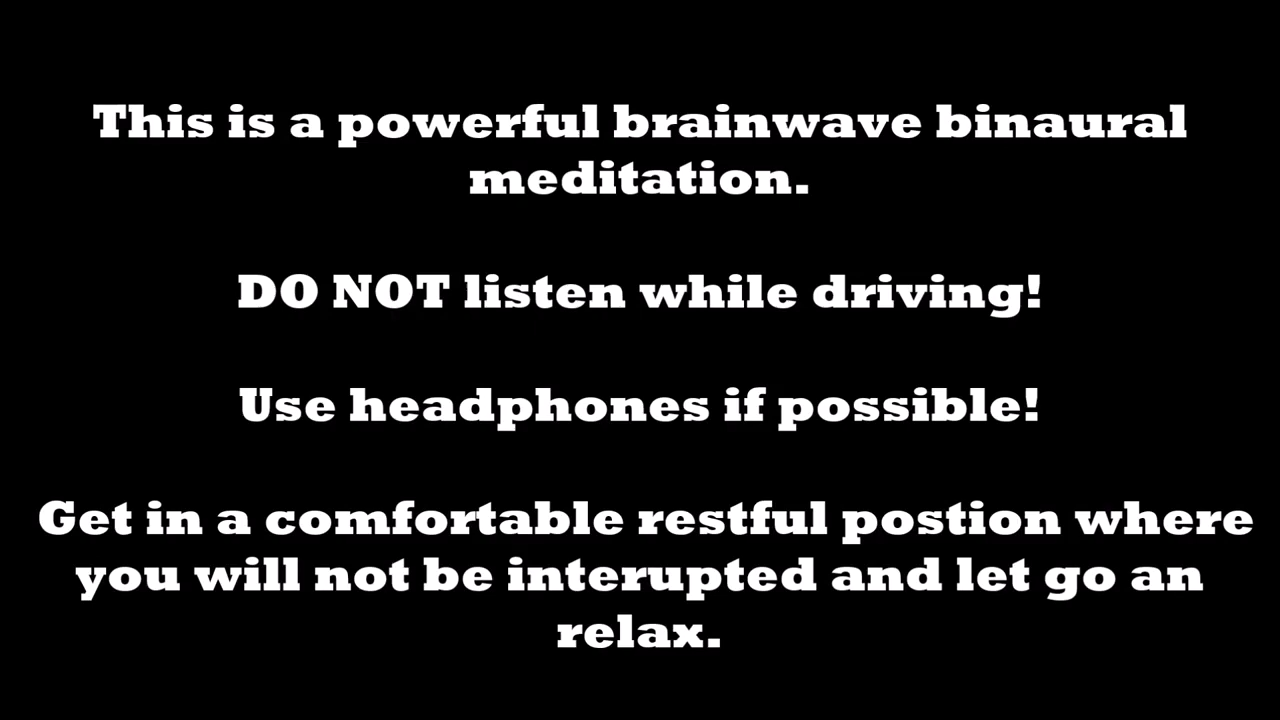 This is a powerful brainwave binaural
meditation.
DO NOT listen while driving!
Use headphones if possible!
Get in a comfortable restful postion where
you will not be interupted and let go an
relax.